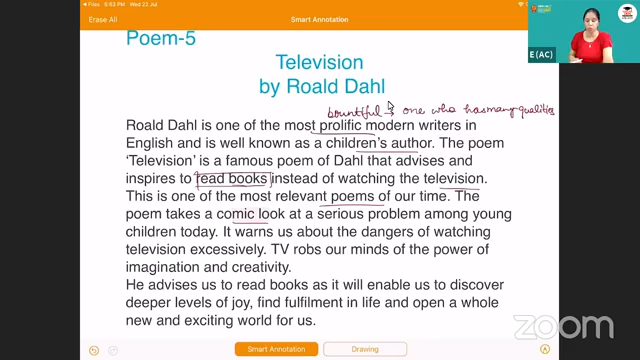 Files 6:53 PM Wed 22 Jul
Erase All
Smart Annotation
E (AC)
Poem-5
Television
by Roald Dahl
bountiful → one who has many qualities
Roald Dahl is one of the most prolific modern writers in
English and is well known as a children's author. The poem
'Television' is a famous poem of Dahl that advises and
inspires to read books instead of watching the television.
This is one of the most relevant poems of our time. The
poem takes a comic look at a serious problem among young
children today. It warns us about the dangers of watching
television excessively. TV robs our minds of the power of
imagination and creativity.
He advises us to read books as it will enable us to discover
deeper levels of joy, find fulfilment in life and open a whole
new and exciting world for us.
Smart Annotation Drawing
zoom